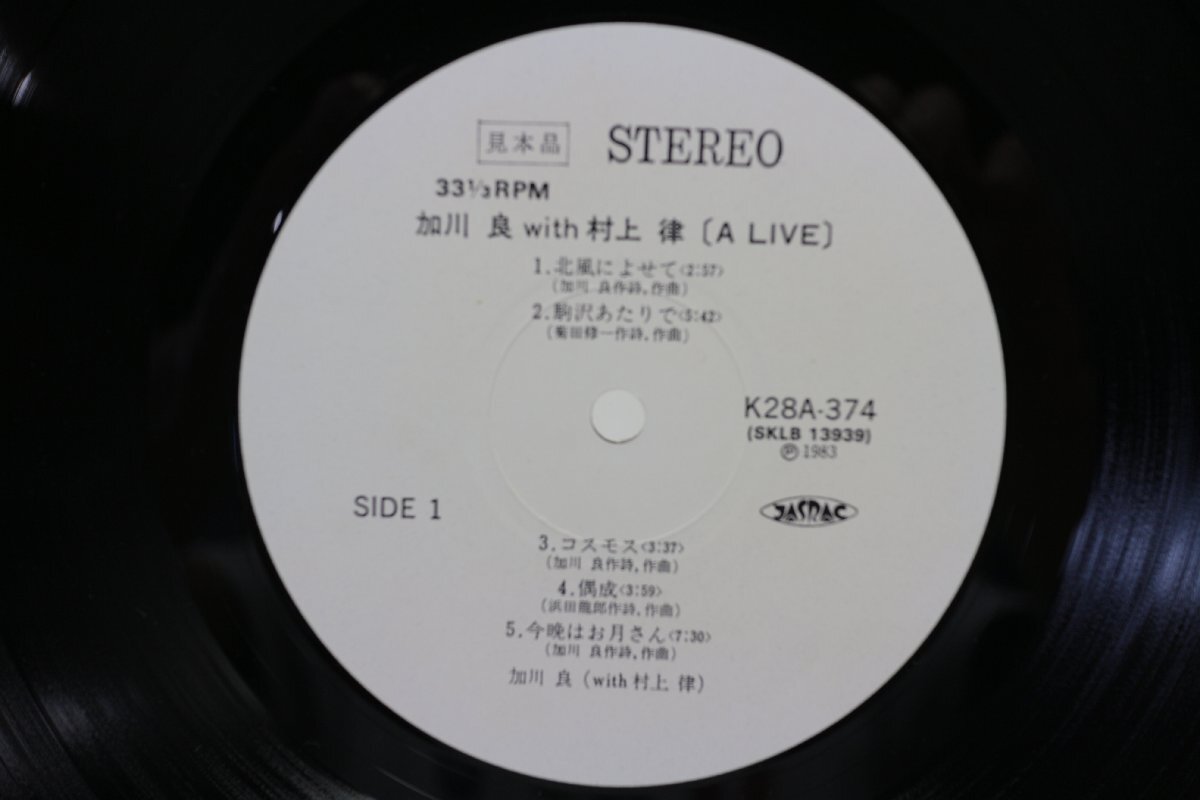 見本品 STEREO
33⅓RPM
加川 良 with 村上 律〔A LIVE〕
1.北風によせて〈2:57〉
(加川 良作詩,作曲)
2.駒沢あたりで〈5:42〉
(菊田修一作詩,作曲)
K28A-374
(SKLB 13939)
Ⓟ1983
SIDE 1
JASRAC
3.コスモス〈3:37〉
(加川 良作詩,作曲)
4.偶成〈3:59〉
(浜田龍郎作詩,作曲)
5.今晩はお月さん〈7:30〉
(加川 良作詩,作曲)
加川 良(with 村上 律)